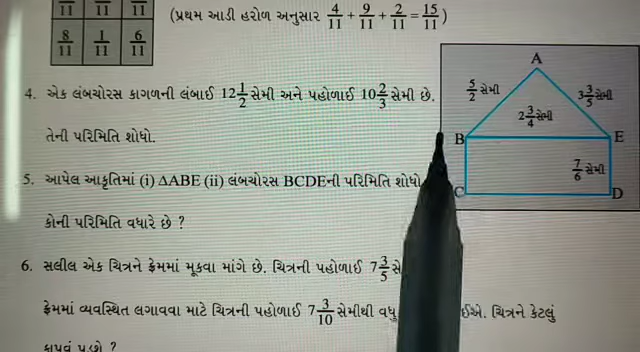 11 11 11
8/11 1/11 6/11
(પ્રથમ આડી હરોળ અનુસાર 4/11 + 9/11 + 2/11 = 15/11)
4. એક લંબચોરસ કાગળની લંબાઈ 12 1/2 સેમી અને પહોળાઈ 10 2/3 સેમી છે.
તેની પરિમિતિ શોધો.
5. આપેલ આકૃતિમાં (i) ΔABE (ii) લંબચોરસ BCDEની પરિમિતિ શોધો
કોની પરિમિતિ વધારે છે ?
A
5/2 સેમી
3 3/5 સેમી
2 3/4 સેમી
B
E
7/6 સેમી
C
D
6. સલીલ એક ચિત્રને ફ્રેમમાં મૂકવા માંગે છે. ચિત્રની પહોળાઈ 7 3/5
ફ્રેમમાં વ્યવસ્થિત લગાવવા માટે ચિત્રની પહોળાઈ 7 3/10 સેમીથી વધુ ચિત્રને કેટલું